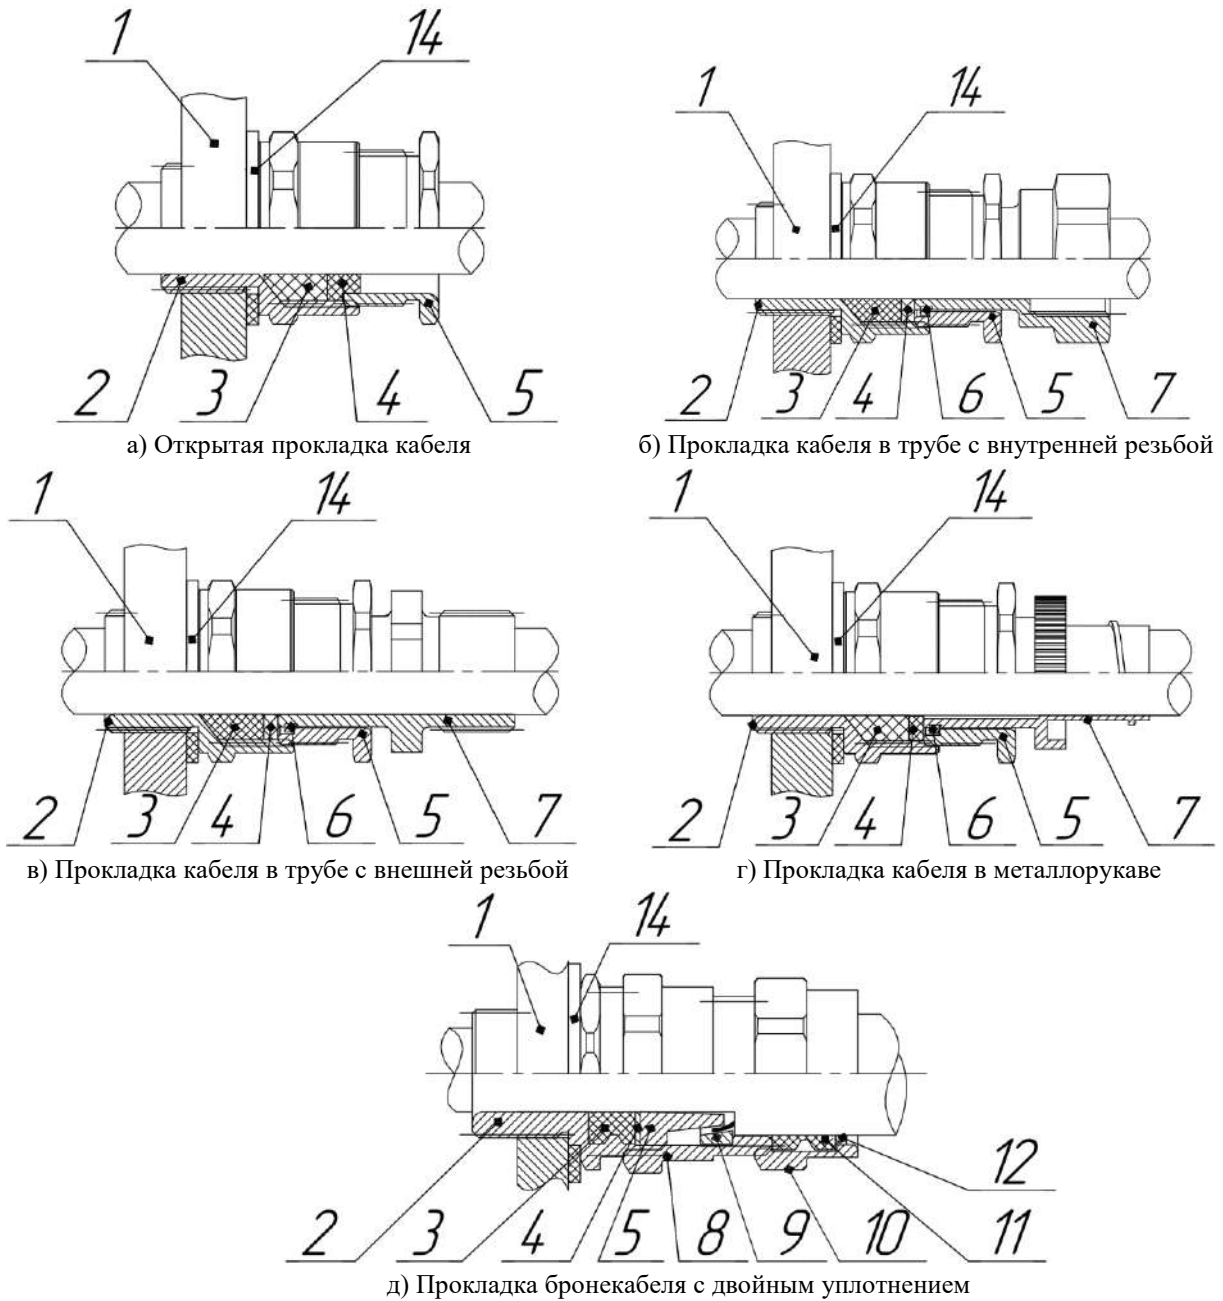 1 14
2 3 4 5
а) Открытая прокладка кабеля
1 14
2 3 4 6 5 7
б) Прокладка кабеля в трубе с внутренней резьбой
1 14
2 3 4 6 5 7
в) Прокладка кабеля в трубе с внешней резьбой
1 14
2 3 4 6 5 7
г) Прокладка кабеля в металлорукаве
1 14
12
2 3 4 5 8 9 10 11
д) Прокладка бронекабеля с двойным уплотнением